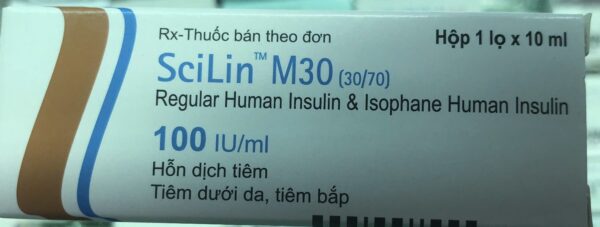 Rx-Thuốc bán theo đơn
Hộp 1 lọ x 10 ml
SciLin™ M30 (30/70)
Regular Human Insulin & Isophane Human Insulin
100 IU/ml
Hỗn dịch tiêm
Tiêm dưới da, tiêm bắp